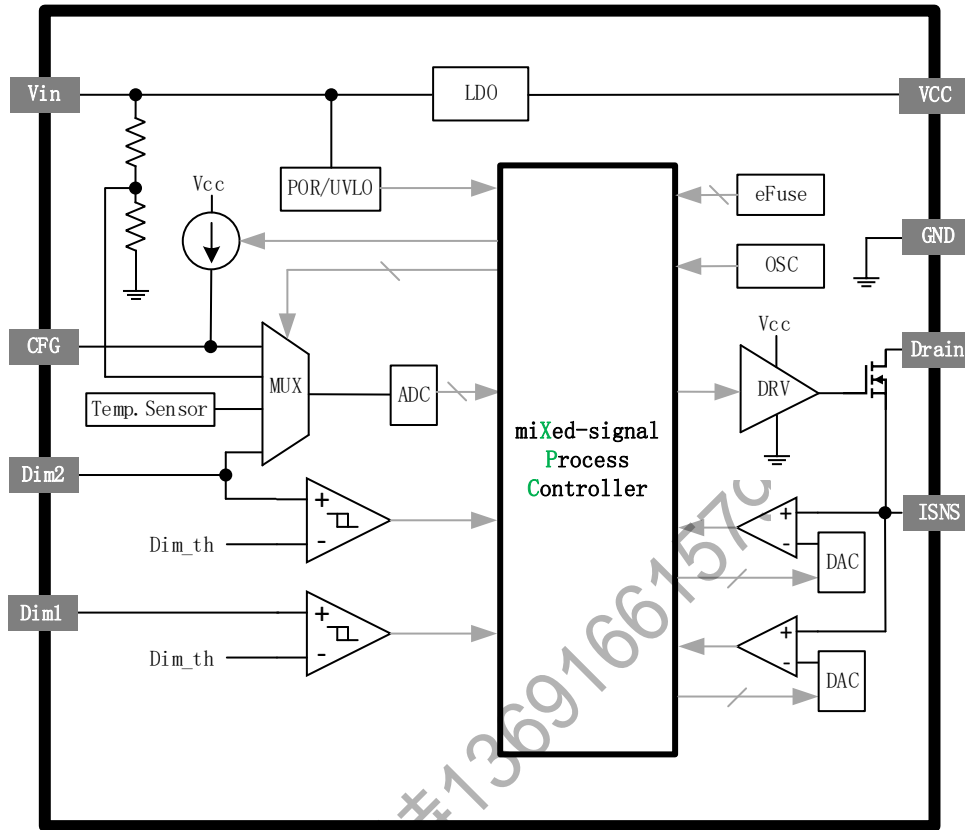 Vin
LDO
VCC
Vcc
POR/UVLO
eFuse
GND
OSC
CFG
Vcc
Drain
MUX
ADC
DRV
Temp. Sensor
miXed-signal
Process
Controller
Dim2
+
-
Dim_th
+
-
ISNS
DAC
Dim1
+
-
Dim_th
+
-
DAC
#1369166157